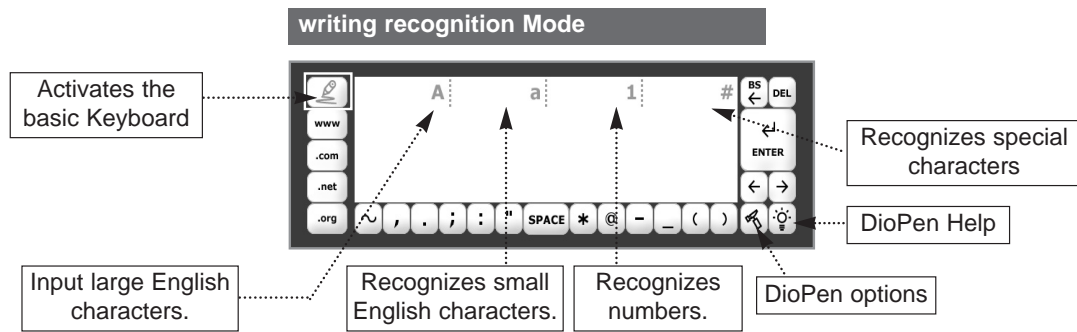 writing recognition Mode
Activates the
basic Keyboard
A a 1 #
BS DEL
www
ENTER
.com
.net
.org ~ , . ; : " SPACE * @ - _ ( )
Recognizes special
characters
DioPen Help
Input large English
characters.
Recognizes small
English characters.
Recognizes
numbers.
DioPen options